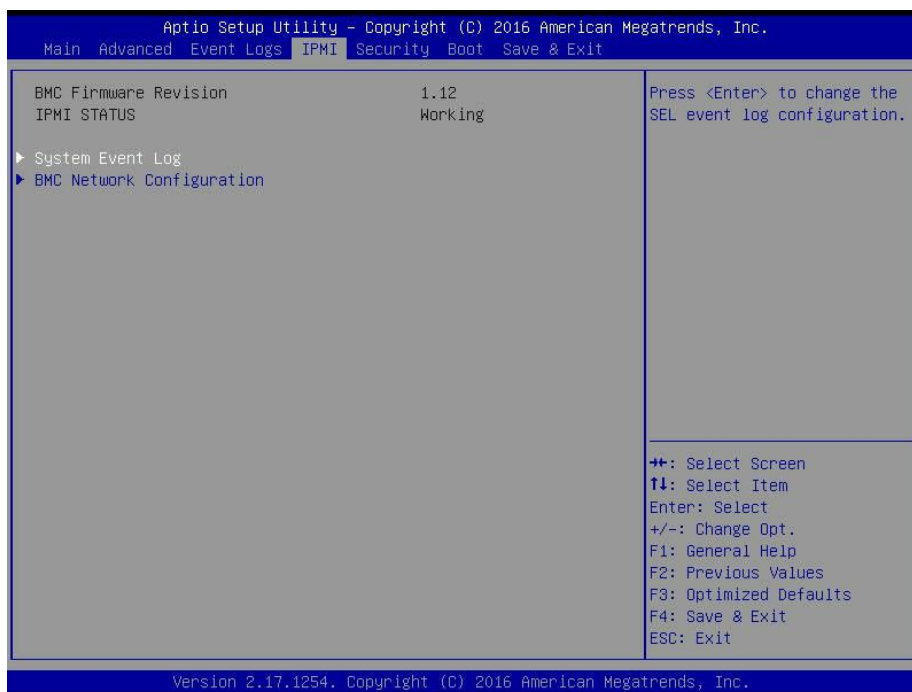 Aptio Setup Utility – Copyright (C) 2016 American Megatrends, Inc.
Main Advanced Event Logs IPMI Security Boot Save & Exit
BMC Firmware Revision 1.12
IPMI STATUS Working
▶ System Event Log
▶ BMC Network Configuration
Press <Enter> to change the
SEL event log configuration.
→←: Select Screen
↑↓: Select Item
Enter: Select
+/-: Change Opt.
F1: General Help
F2: Previous Values
F3: Optimized Defaults
F4: Save & Exit
ESC: Exit
Version 2.17.1254. Copyright (C) 2016 American Megatrends, Inc.